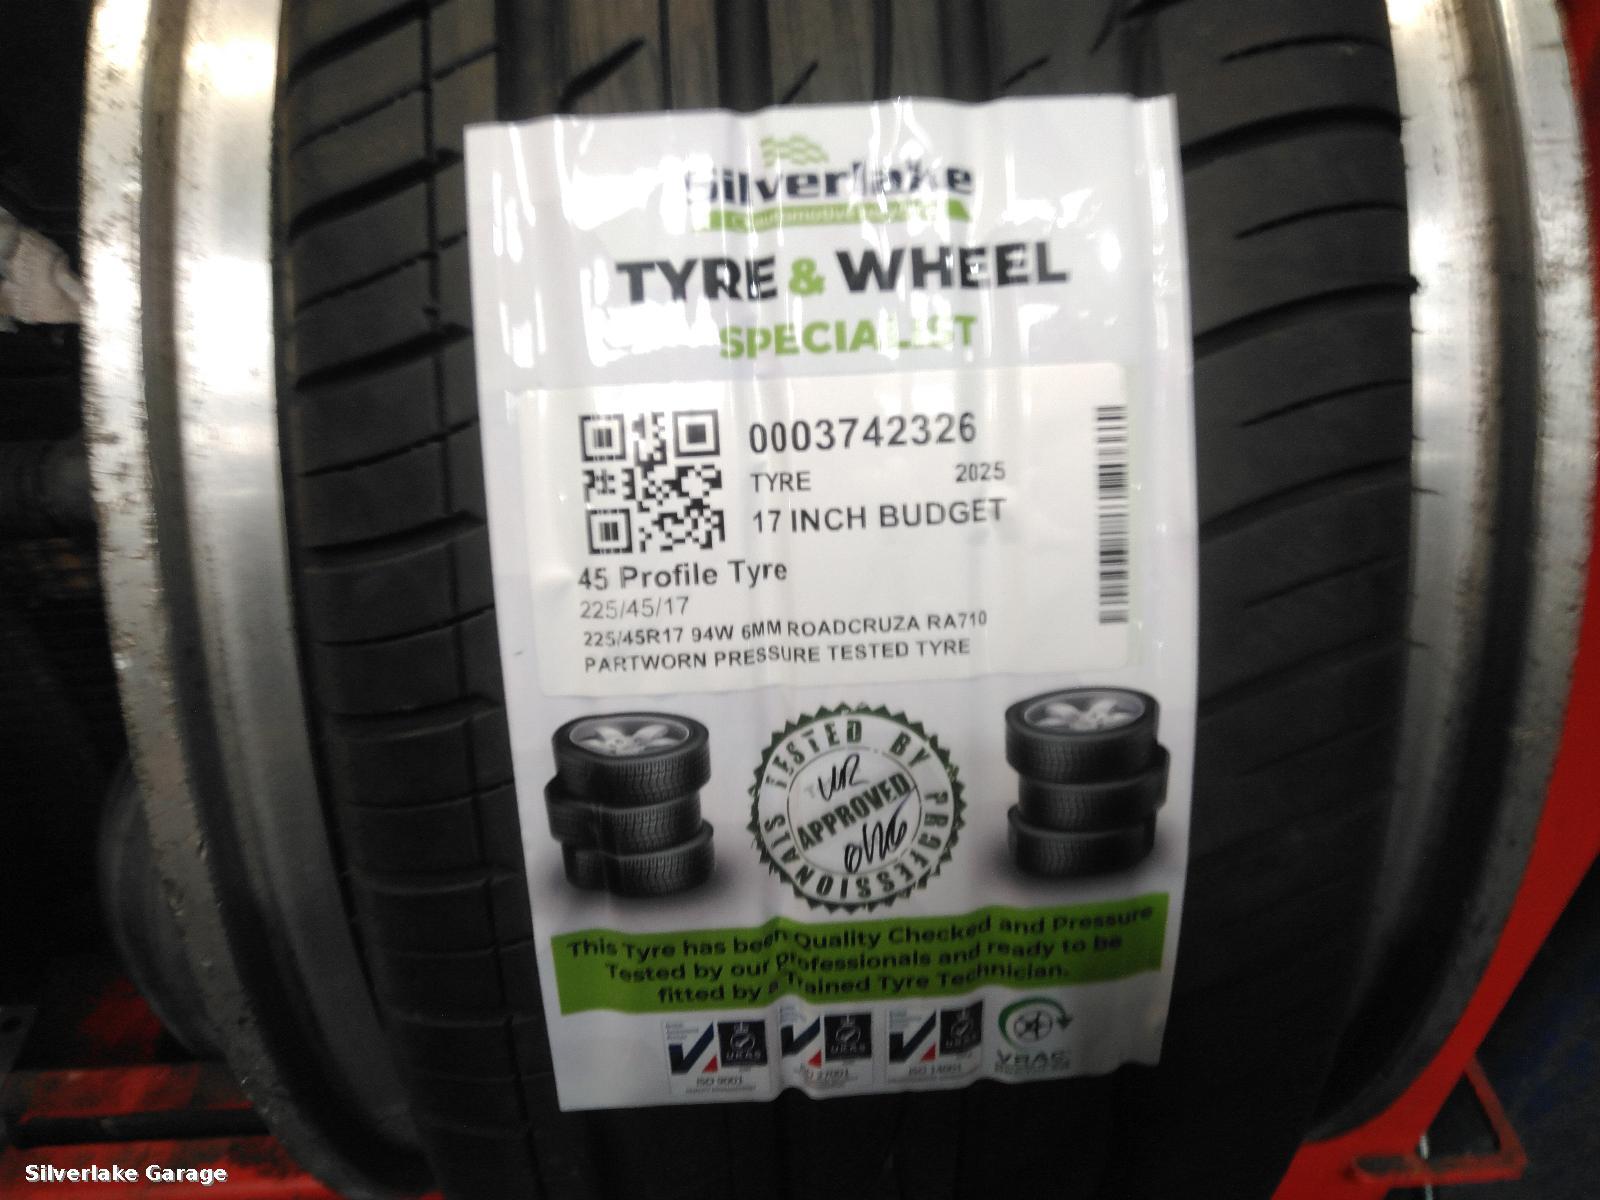 Silverlake
TYRE & WHEEL
SPECIALIST
0003742326
TYRE 2025
17 INCH BUDGET
45 Profile Tyre
225/45/17
225/45R17 94W 6MM ROADCRUZA RA710
PARTWORN PRESSURE TESTED TYRE
TESTED BY PROFESSIONALS
APPROVED
This Tyre has been Quality Checked and Pressure
Tested by our Professionals and ready to be
fitted by a Trained Tyre Technician.
UKAS UKAS UKAS
ISO 9001 ISO 27001 ISO 14001
VRAC
Silverlake Garage